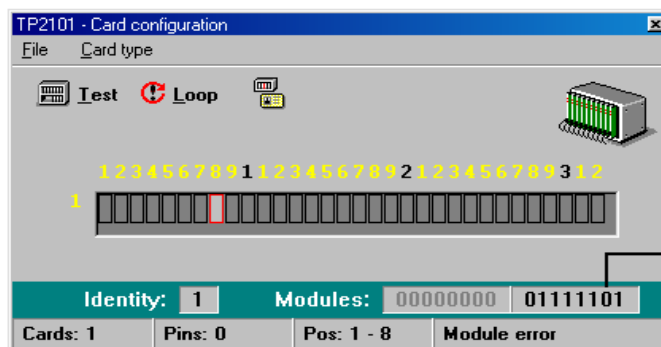 TP2101 - Card configuration
File Card type
Test Loop
1 2 3 4 5 6 7 8 9 1 1 2 3 4 5 6 7 8 9 2 1 2 3 4 5 6 7 8 9 3 1 2
1
Identity: 1 Modules: 00000000 01111101
Cards: 1 Pins: 0 Pos: 1 - 8 Module error